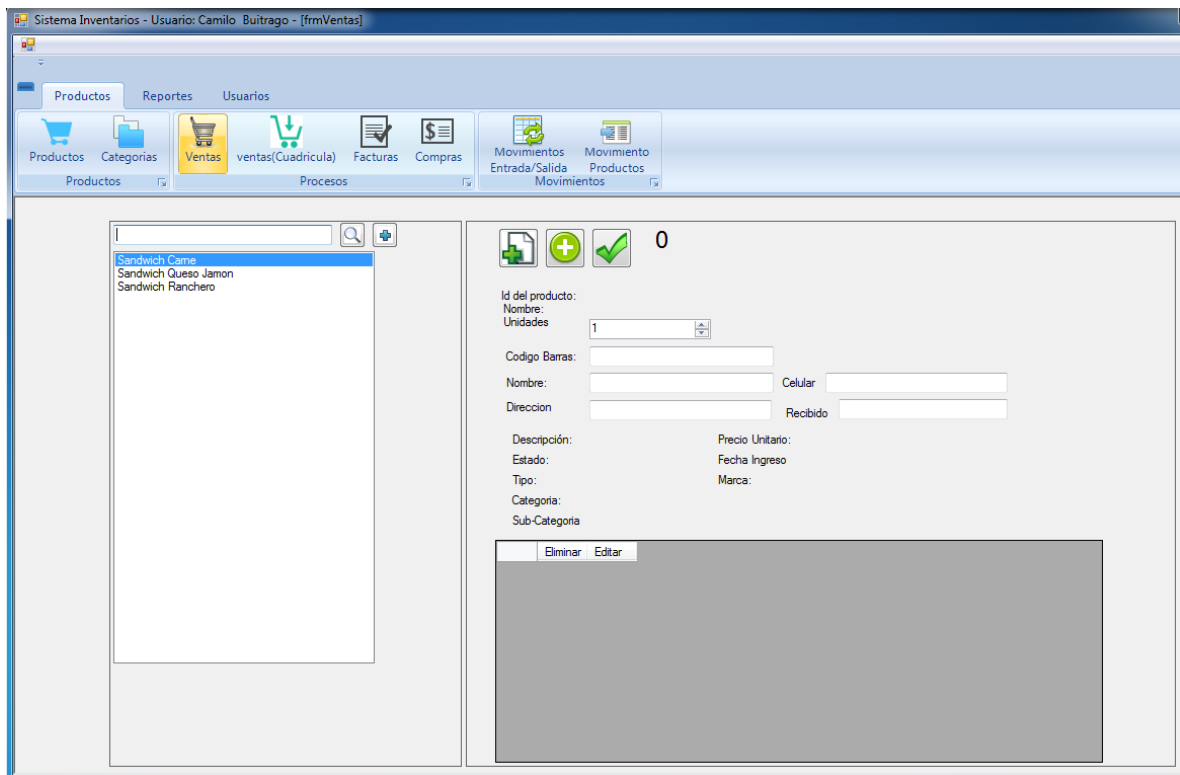 Sistema Inventarios - Usuario: Camilo Buitrago - [frmVentas]
Productos Reportes Usuarios
Productos Categorias Ventas ventas(Cuadricula) Facturas Compras Movimientos Entrada/Salida Movimiento Productos
Productos Procesos Movimientos
Sandwich Carne
Sandwich Queso Jamon
Sandwich Ranchero
0
Id del producto:
Nombre:
Unidades 1
Codigo Barras:
Nombre: Celular
Direccion Recibido
Descripción: Precio Unitario:
Estado: Fecha Ingreso
Tipo: Marca:
Categoria:
Sub-Categoria
Eliminar Editar